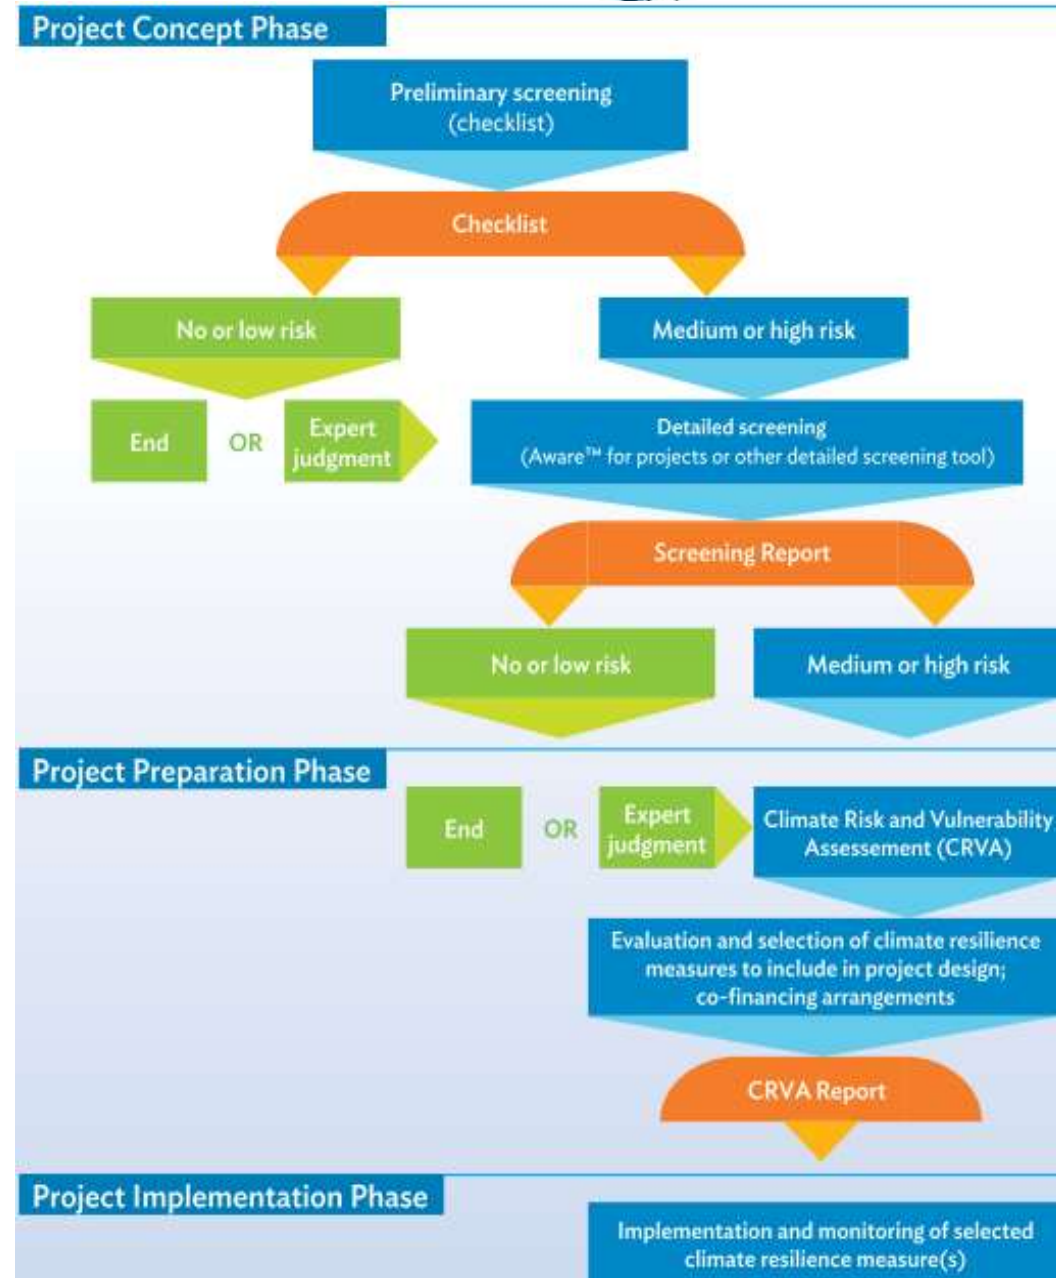 Project Concept Phase
Preliminary screening
(checklist)
Checklist
No or low risk
Medium or high risk
End
OR
Expert
judgment
Detailed screening
(Aware™ for projects or other detailed screening tool)
Screening Report
No or low risk
Medium or high risk
Project Preparation Phase
End
OR
Expert
judgment
Climate Risk and Vulnerability
Assessement (CRVA)
Evaluation and selection of climate resilience
measures to include in project design;
co-financing arrangements
CRVA Report
Project Implementation Phase
Implementation and monitoring of selected
climate resilience measure(s)